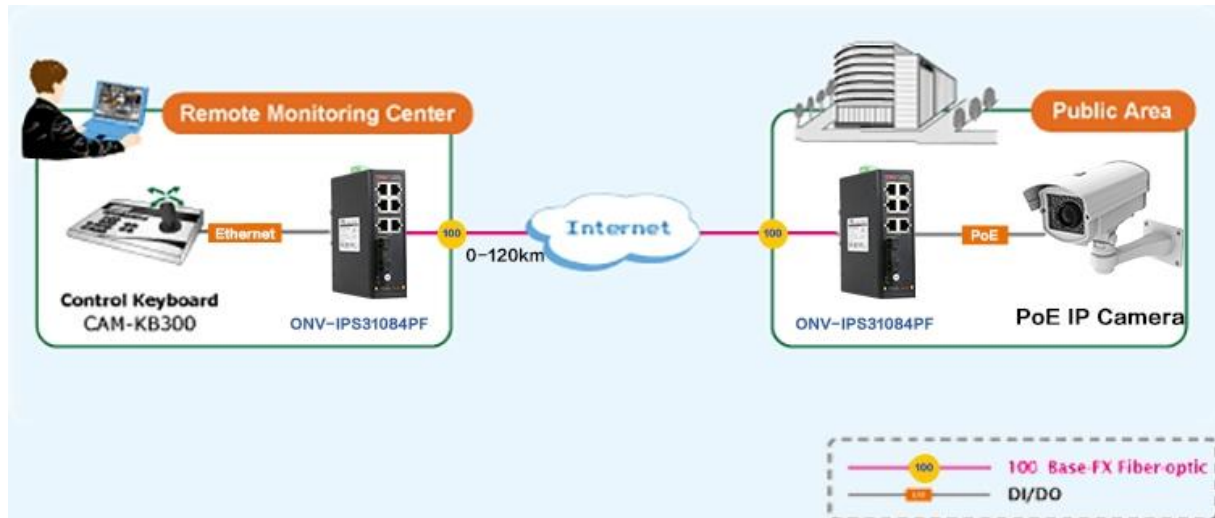 Remote Monitoring Center
Public Area
Ethernet
100
0-120km
Internet
100
PoE
Control Keyboard
CAM-KB300
ONV-IPS31084PF
ONV-IPS31084PF
PoE IP Camera
100
100 Base-FX Fiber-optic
DI/DO